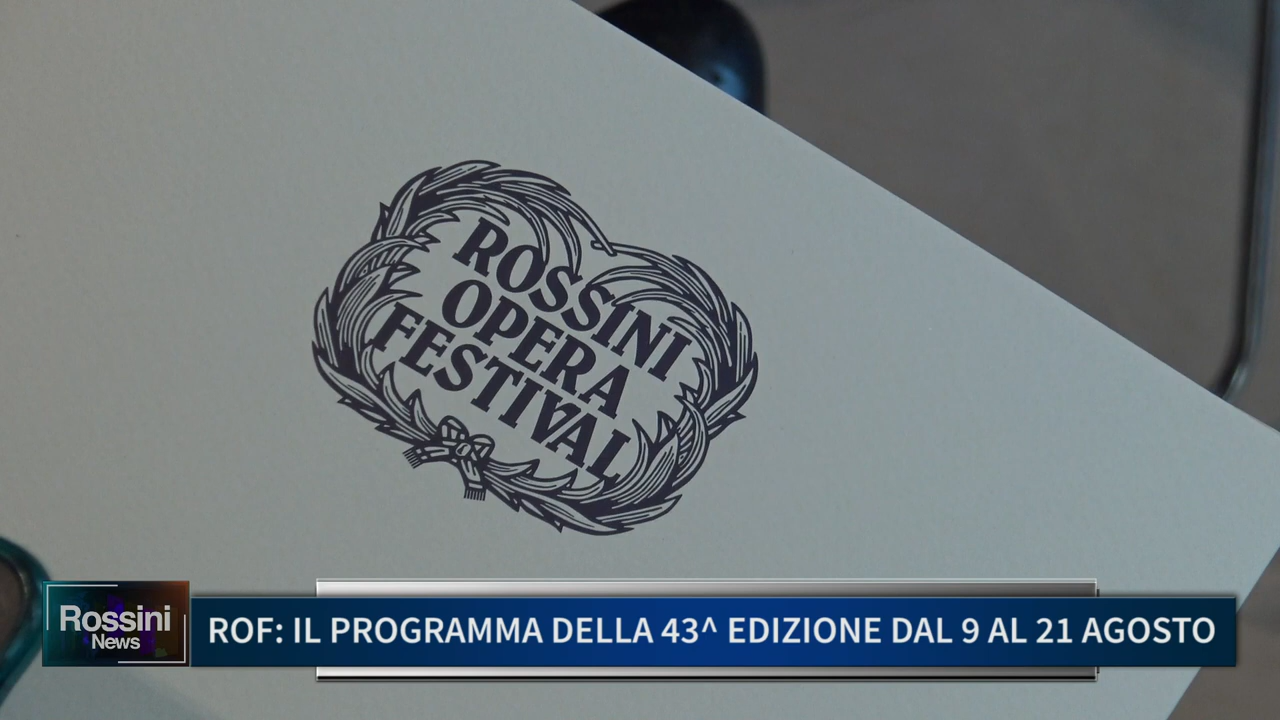 ROSSINI
OPERA
FESTIVAL
Rossini
News
ROF: IL PROGRAMMA DELLA 43^ EDIZIONE DAL 9 AL 21 AGOSTO